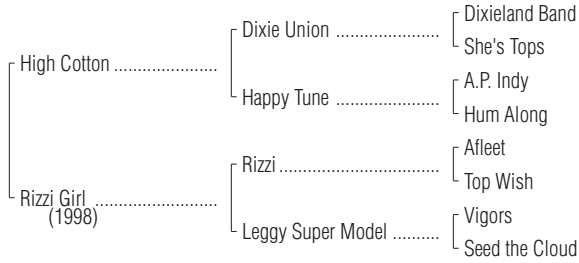 Dixieland Band
Dixie Union ....................
She's Tops
High Cotton ....................
A.P. Indy
Happy Tune ....................
Hum Along
Afleet
Rizzi ...............................
Top Wish
Rizzi Girl ........................
(1998)
Vigors
Leggy Super Model ..........
Seed the Cloud